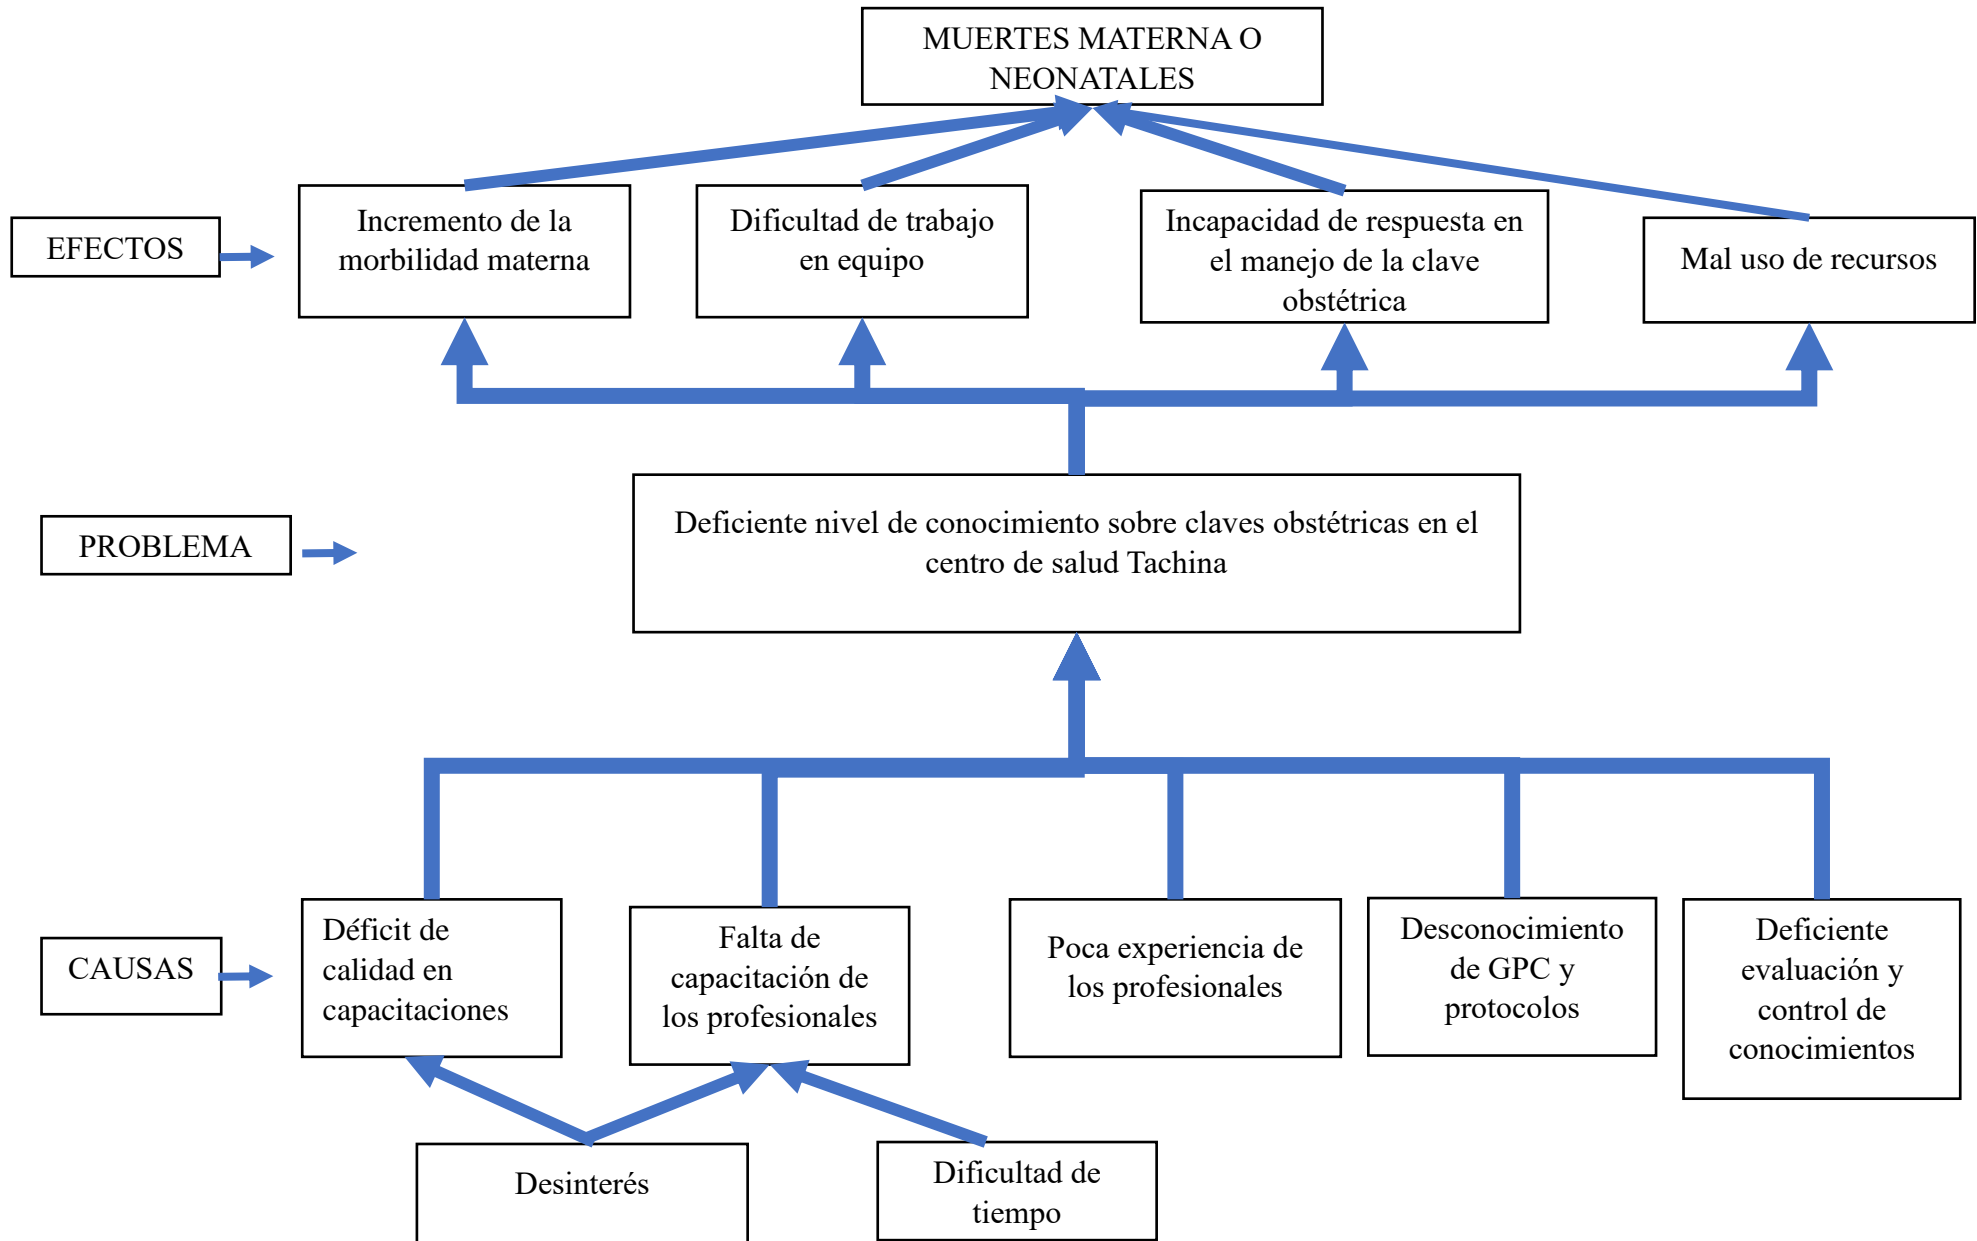 MUERTES MATERNA O
NEONATALES
EFECTOS
Incremento de la
morbilidad materna
Dificultad de trabajo
en equipo
Incapacidad de respuesta en
el manejo de la clave
obstétrica
Mal uso de recursos
PROBLEMA
Deficiente nivel de conocimiento sobre claves obstétricas en el
centro de salud Tachina
CAUSAS
Déficit de
calidad en
capacitaciones
Falta de
capacitación de
los profesionales
Poca experiencia de
los profesionales
Desconocimiento
de GPC y
protocolos
Deficiente
evaluación y
control de
conocimientos
Desinterés
Dificultad de
tiempo